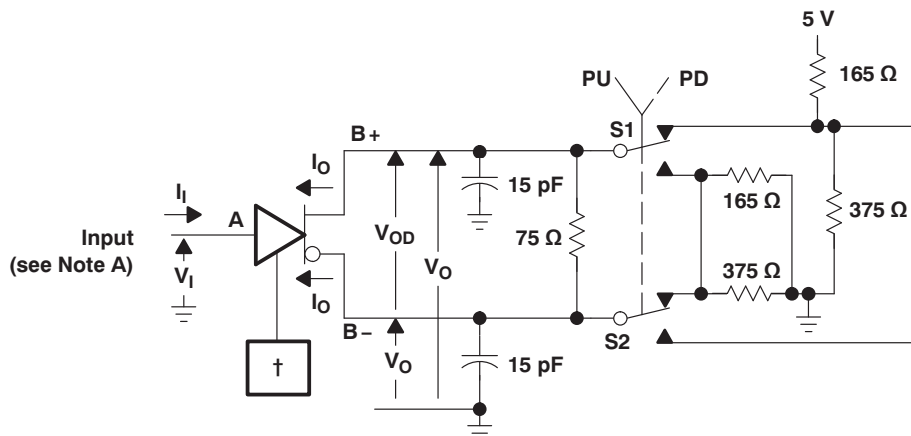 5 V
165 Ω
PU
PD
S1
B+
I_O
15 pF
I_I
A
165 Ω
375 Ω
Input
(see Note A)
V_OD
75 Ω
V_I
V_O
375 Ω
I_O
B−
S2
†
V_O
15 pF